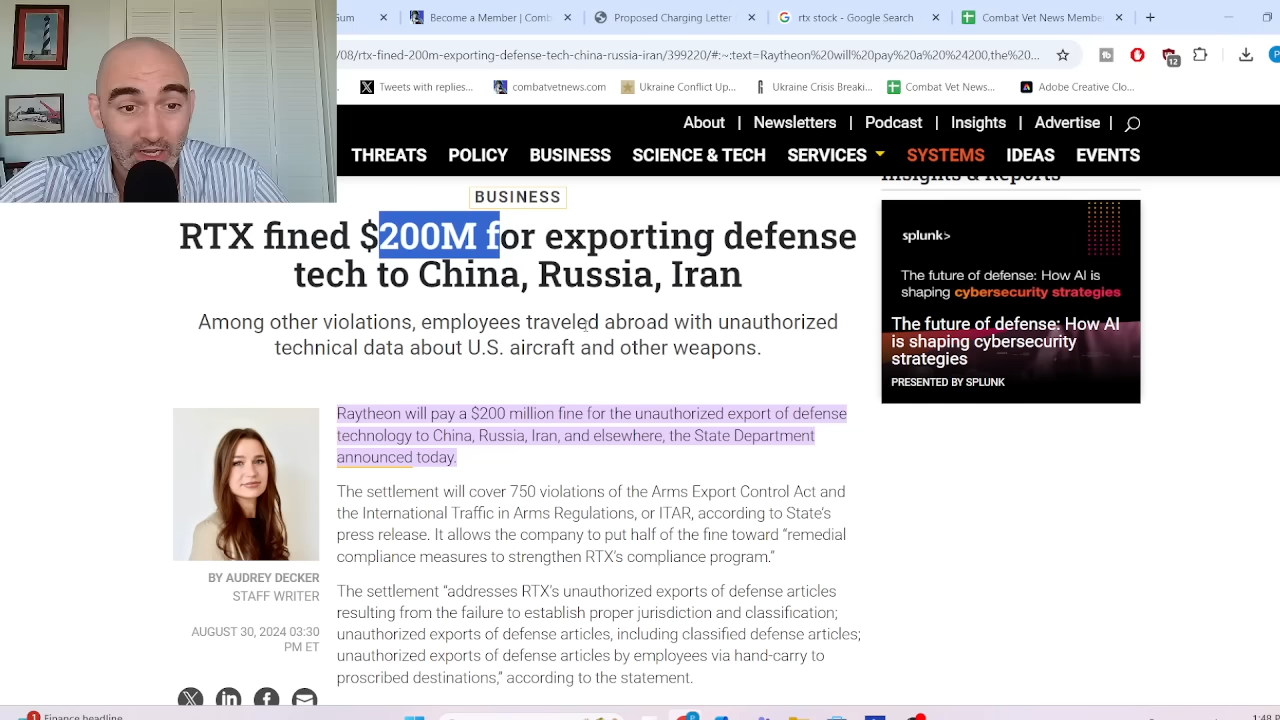 Become a Member | Comb
Proposed Charging Letter
rtx stock - Google Search
Combat Vet News Membe
/08/rtx-fined-200m-exporting-defense-tech-china-russia-iran/399220/#:~
aytheon%20will%20pay%20a%20%24200,the%20...
12
Tweets with replies...
combatvetnews.com
Ukraine Conflict Up...
Ukraine Cont Breaki...
Combat Vet News...
Adobe Creative Clo...
About | Newsletters | Podcast | Insights | Advertise |
THREATS POLICY BUSINESS SCIENCE & TECH SERVICES SYSTEMS IDEAS EVENTS
Insights & Reports
BUSINESS
RTX fined $200M for exporting defense
tech to China, Russia, Iran
Among other violations, employees traveled abroad with unauthorized
technical data about U.S. aircraft and other weapons.
splunk>
The future of defense: How AI is
shaping cybersecurity strategies
The future of defense: How AI
is shaping cybersecurity
strategies
PRESENTED BY SPLUNK
Raytheon will pay a $200 million fine for the unauthorized export of defense
technology to China, Russia, Iran, and elsewhere, the State Department
announced today.
The settlement will cover 750 violations of the Arms Export Control Act and
the International Traffic in Arms Regulations, or ITAR, according to State’s
press release. It allows the company to put half of the fine toward “remedial
compliance measures to strengthen RTX’s compliance program.”
BY AUDREY DECKER
STAFF WRITER
AUGUST 30, 2024 03:30
PM ET
The settlement “addresses RTX’s unauthorized exports of defense articles
resulting from the failure to establish proper jurisdiction and classification;
unauthorized exports of defense articles, including classified defense articles;
unauthorized exports of defense articles by employees via hand-carry to
proscribed destinations,” according to the statement.
1
Finance headline